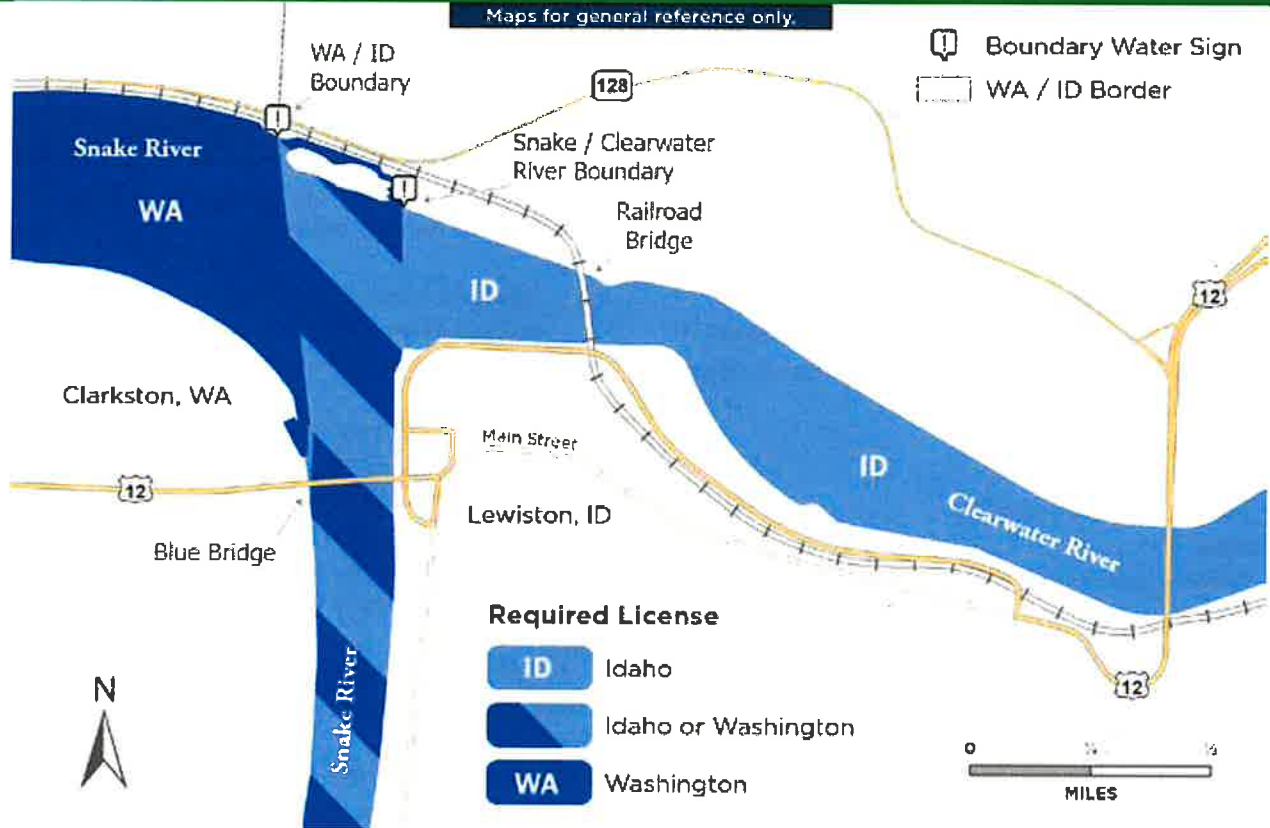 Maps for general reference only.
WA / ID
Boundary
128
! Boundary Water Sign
WA / ID Border
!
Snake River
WA
Snake / Clearwater
River Boundary
!
Railroad
Bridge
ID
12
Clarkston, WA
Main Street
12
Lewiston, ID
ID
Clearwater River
Blue Bridge
Snake River
Required License
ID Idaho
Idaho or Washington
WA Washington
12
N
0
MILES